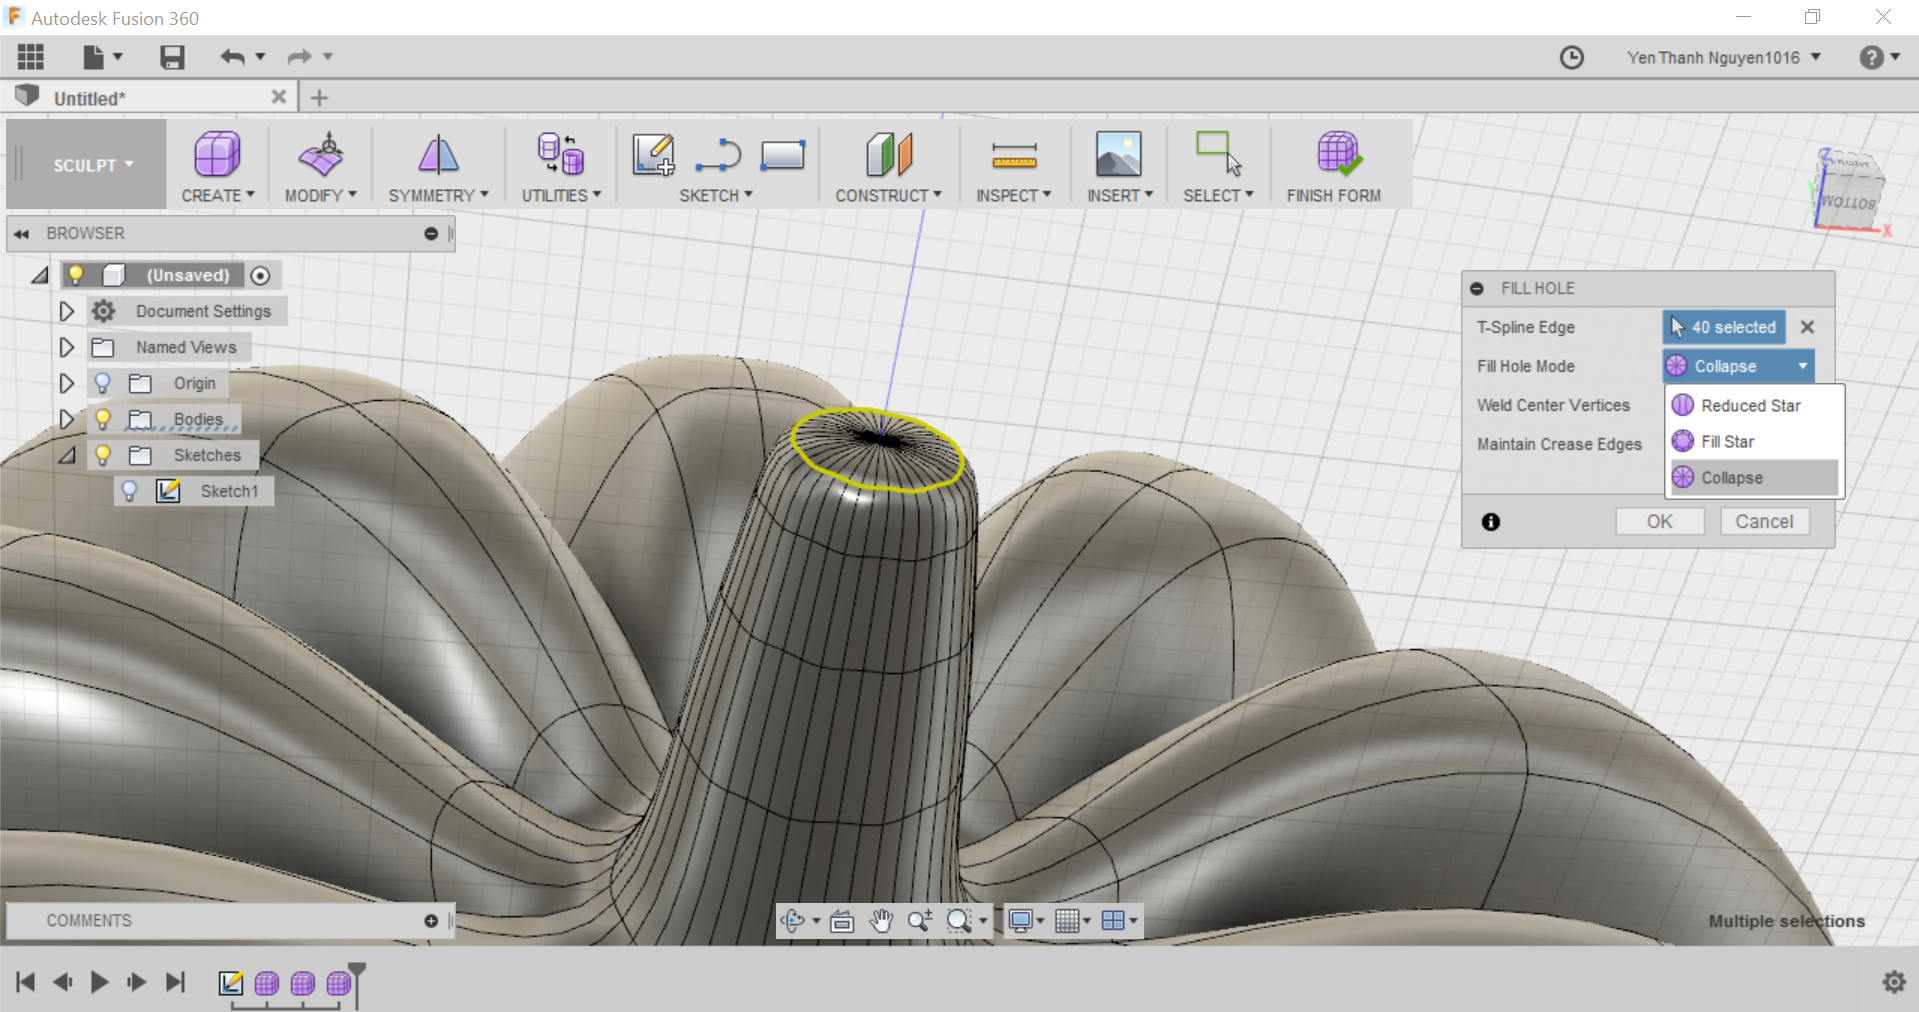 Autodesk Fusion 360
Yen Thanh Nguyen1016
Untitled*
SCULPT
CREATE
MODIFY
SYMMETRY
UTILITIES
SKETCH
CONSTRUCT
INSPECT
INSERT
SELECT
FINISH FORM
Z
FRONT
Y
BOTTOM
X
BROWSER
(Unsaved)
Document Settings
Named Views
Origin
Bodies
Sketches
Sketch1
FILL HOLE
T-Spline Edge
40 selected
Fill Hole Mode
Collapse
Weld Center Vertices
Reduced Star
Maintain Crease Edges
Fill Star
Collapse
OK
Cancel
COMMENTS
Multiple selections